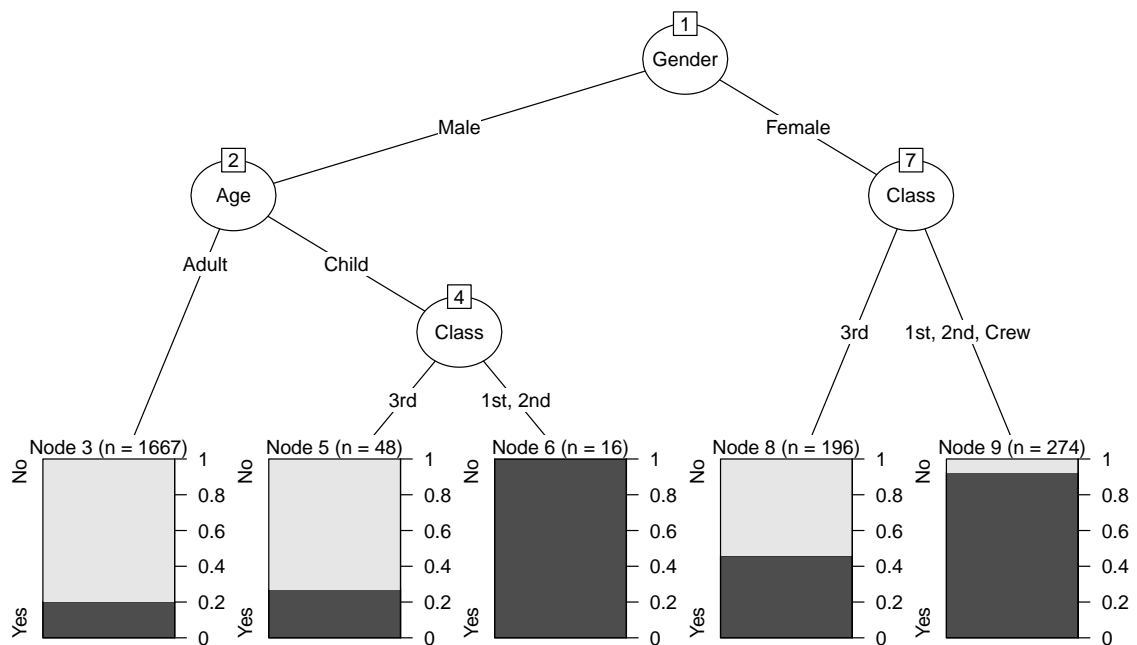 1
Gender
Male
Female
2
Age
7
Class
Adult
Child
4
Class
3rd
1st, 2nd, Crew
3rd
1st, 2nd
Node 3 (n = 1667)
Yes
No
0
0.2
0.4
0.6
0.8
1
Node 5 (n = 48)
Yes
No
0
0.2
0.4
0.6
0.8
1
Node 6 (n = 16)
Yes
No
0
0.2
0.4
0.6
0.8
1
Node 8 (n = 196)
Yes
No
0
0.2
0.4
0.6
0.8
1
Node 9 (n = 274)
Yes
No
0
0.2
0.4
0.6
0.8
1